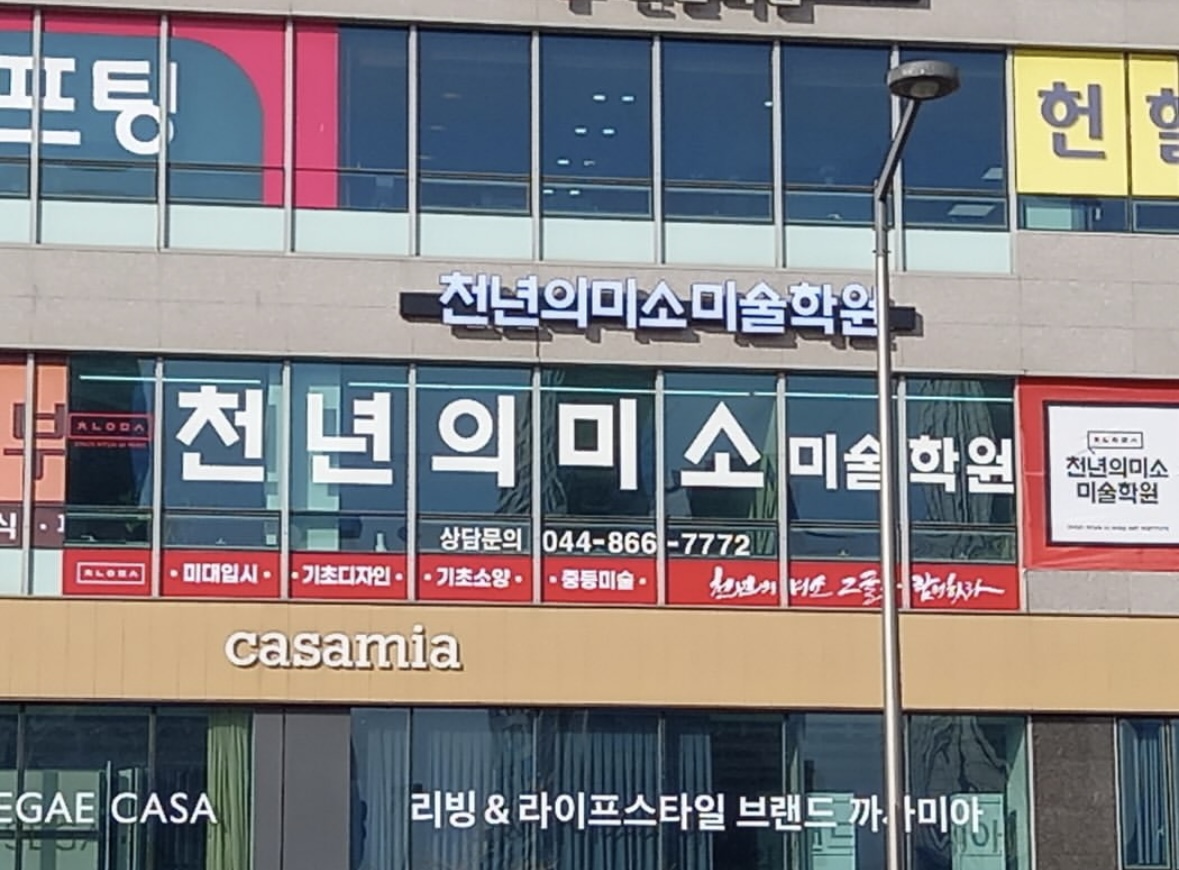 프팅
헌 혈
천년의미소미술학원
천년의미소 미술학원
천년의미소
미술학원
상담문의 044-866-7772
•미대입시• •기초디자인• •기초소양• •중등미술•
casamia
EGAE CASA
리빙 & 라이프스타일 브랜드 까사미아